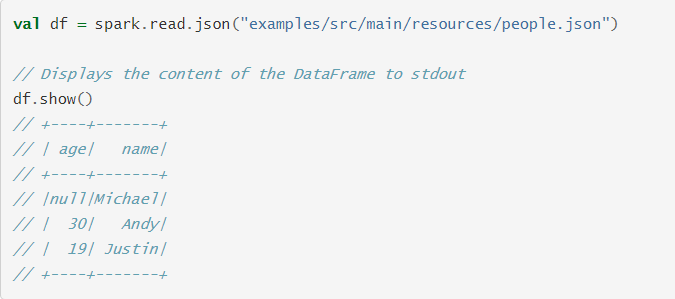 val df = spark.read.json("examples/src/main/resources/people.json")
// Displays the content of the DataFrame to stdout
df.show()
// +----+-------+
// | age|   name|
// +----+-------+
// |null|Michael|
// |  30|   Andy|
// |  19| Justin|
// +----+-------+